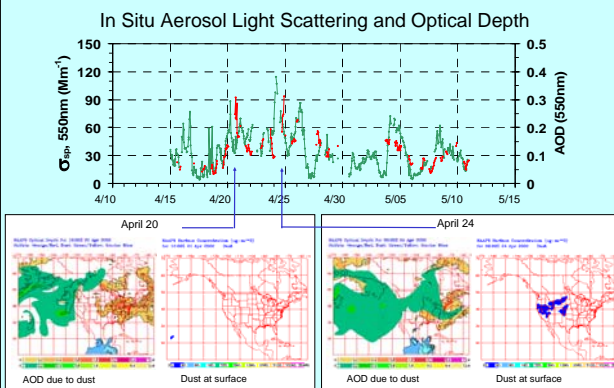 In Situ Aerosol Light Scattering and Optical Depth
150
120
90
60
30
0
σsp, 550nm (Mm⁻¹)
0.5
0.4
0.3
0.2
0.1
0
AOD (550nm)
4/10 4/15 4/20 4/25 4/30 5/05 5/10 5/15
April 20
April 24
AOD due to dust
Dust at surface
AOD due to dust
Dust at surface